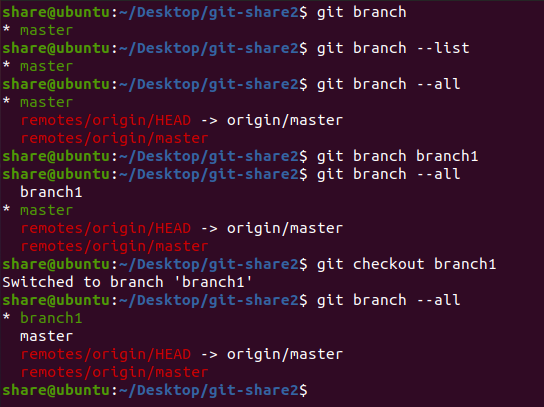 share@ubuntu:~/Desktop/git-share2$ git branch
* master
share@ubuntu:~/Desktop/git-share2$ git branch --list
* master
share@ubuntu:~/Desktop/git-share2$ git branch --all
* master
  remotes/origin/HEAD -> origin/master
  remotes/origin/master
share@ubuntu:~/Desktop/git-share2$ git branch branch1
share@ubuntu:~/Desktop/git-share2$ git branch --all
  branch1
* master
  remotes/origin/HEAD -> origin/master
  remotes/origin/master
share@ubuntu:~/Desktop/git-share2$ git checkout branch1
Switched to branch 'branch1'
share@ubuntu:~/Desktop/git-share2$ git branch --all
* branch1
  master
  remotes/origin/HEAD -> origin/master
  remotes/origin/master
share@ubuntu:~/Desktop/git-share2$